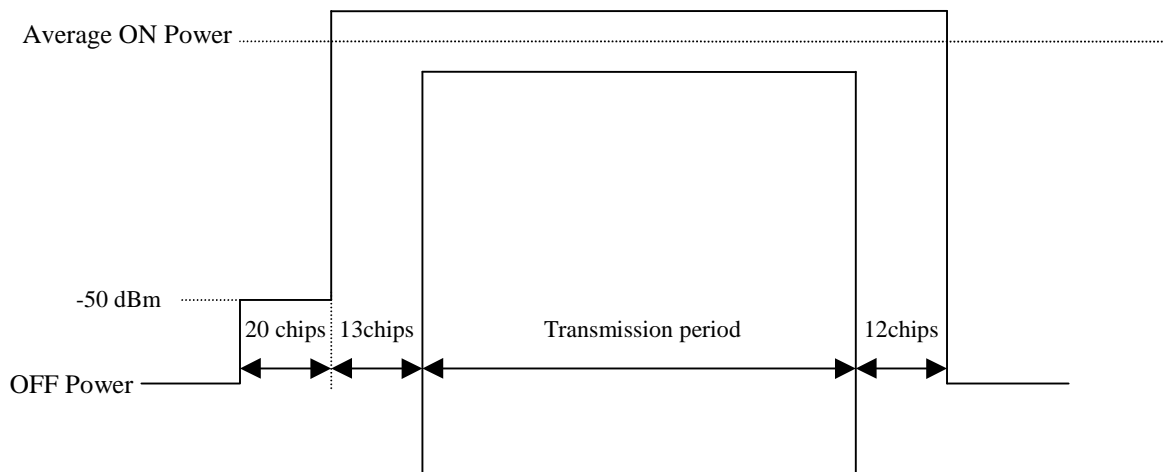 Average ON Power
-50 dBm
20 chips
13chips
Transmission period
12chips
OFF Power